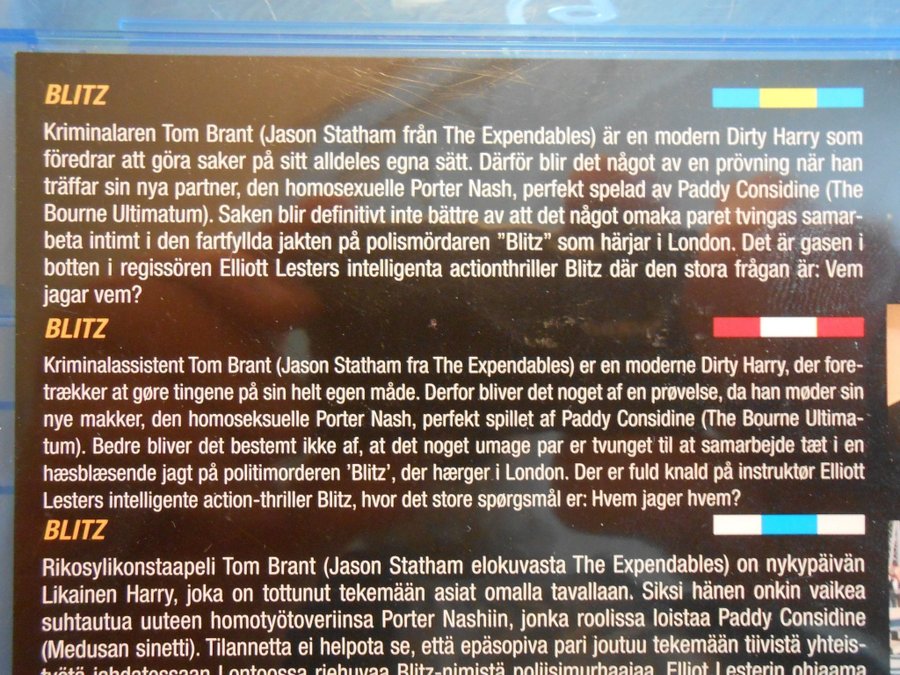 BLITZ
Kriminalaren Tom Brant (Jason Statham från The Expendables) är en modern Dirty Harry som
föredrar att göra saker på sitt alldeles egna sätt. Därför blir det något av en prövning när han
träffar sin nya partner, den homosexuelle Porter Nash, perfekt spelad av Paddy Considine (The
Bourne Ultimatum). Saken blir definitivt inte bättre av att det något omaka paret tvingas samar-
beta intimt i den fartfyllda jakten på polismördaren ”Blitz” som härjar i London. Det är gasen i
botten i regissören Elliott Lesters intelligenta actionthriller Blitz där den stora frågan är: Vem
jagar vem?
BLITZ
Kriminalassistent Tom Brant (Jason Statham fra The Expendables) er en moderne Dirty Harry, der fore-
trækker at gøre tingene på sin helt egen måde. Derfor bliver det noget af en prøvelse, da han møder sin
nye makker, den homoseksuelle Porter Nash, perfekt spillet af Paddy Considine (The Bourne Ultima-
tum). Bedre bliver det bestemt ikke af, at det noget umage par er tvunget til at samarbejde tæt i en
hæsblæsende jagt på politimorderen ’Blitz’, der hærger i London. Der er fuld knald på instruktør Elliott
Lesters intelligente action-thriller Blitz, hvor det store spørgsmål er: Hvem jager hvem?
BLITZ
Rikosylikonstaapeli Tom Brant (Jason Statham elokuvasta The Expendables) on nykypäivän
Likainen Harry, joka on tottunut tekemään asiat omalla tavallaan. Siksi hänen onkin vaikea
suhtautua uuteen homotyötoveriinsa Porter Nashiin, jonka roolissa loistaa Paddy Considine
(Medusan sinetti). Tilannetta ei helpota se, että epäsopiva pari joutuu tekemään tiivistä yhteis-
työtä jahdatessaan Lontoossa riehuvaa Blitz-nimistä poliisimurhaajaa. Elliot Lesterin ohjaama